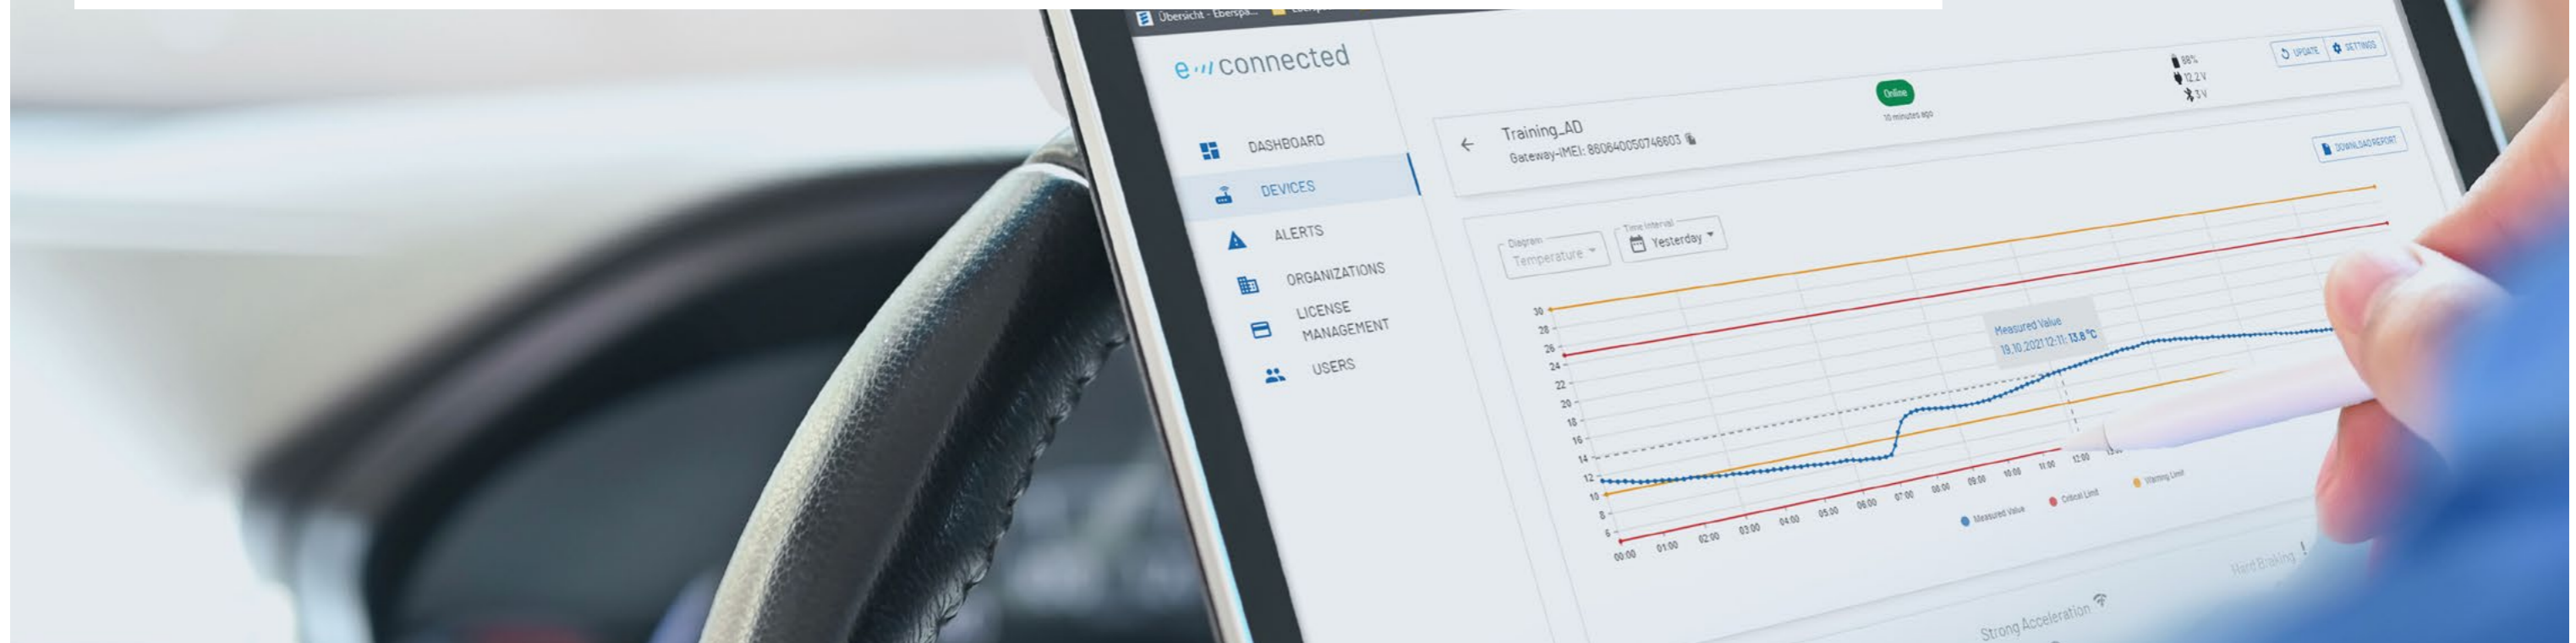 Übersicht - Eberspä...
e connected
DASHBOARD
DEVICES
ALERTS
ORGANIZATIONS
LICENSE
MANAGEMENT
USERS
Training_AD
Gateway-IMEI: 860640050746603
Online
10 minutes ago
88%
12.2 V
3 V
UPDATE
SETTINGS
DOWNLOAD REPORT
Diagram
Temperature
Time Interval
Yesterday
30
28
26
24
22
20
18
16
14
12
10
8
6
Measured Value
19.10.2021 12:11: 13.8 °C
00:00 01:00 02:00 03:00 04:00 05:00 06:00 07:00 08:00 09:00 10:00 11:00 12:00
Measured Value
Critical Limit
Warning Limit
Strong Acceleration
Hard Braking